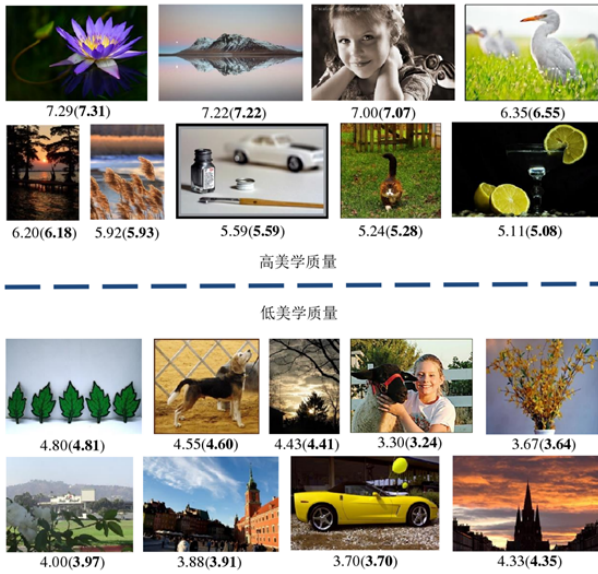 7.29(7.31) 7.22(7.22) 7.00(7.07) 6.35(6.55)
6.20(6.18) 5.92(5.93) 5.59(5.59) 5.24(5.28) 5.11(5.08)
高美学质量
低美学质量
4.80(4.81) 4.55(4.60) 4.43(4.41) 3.30(3.24) 3.67(3.64)
4.00(3.97) 3.88(3.91) 3.70(3.70) 4.33(4.35)